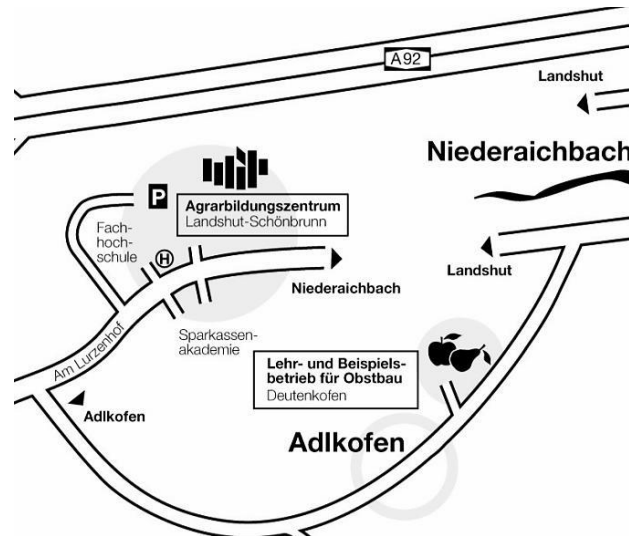 A92
Landshut
Niederaichbach
P
Agrarbildungszentrum
Landshut-Schönbrunn
Fach-
hoch-
schule
H
Landshut
Niederaichbach
Am Lurzenhof
Sparkassen-
akademie
Lehr- und Beispiels-
betrieb für Obstbau
Deutenkofen
Adlkofen
Adlkofen